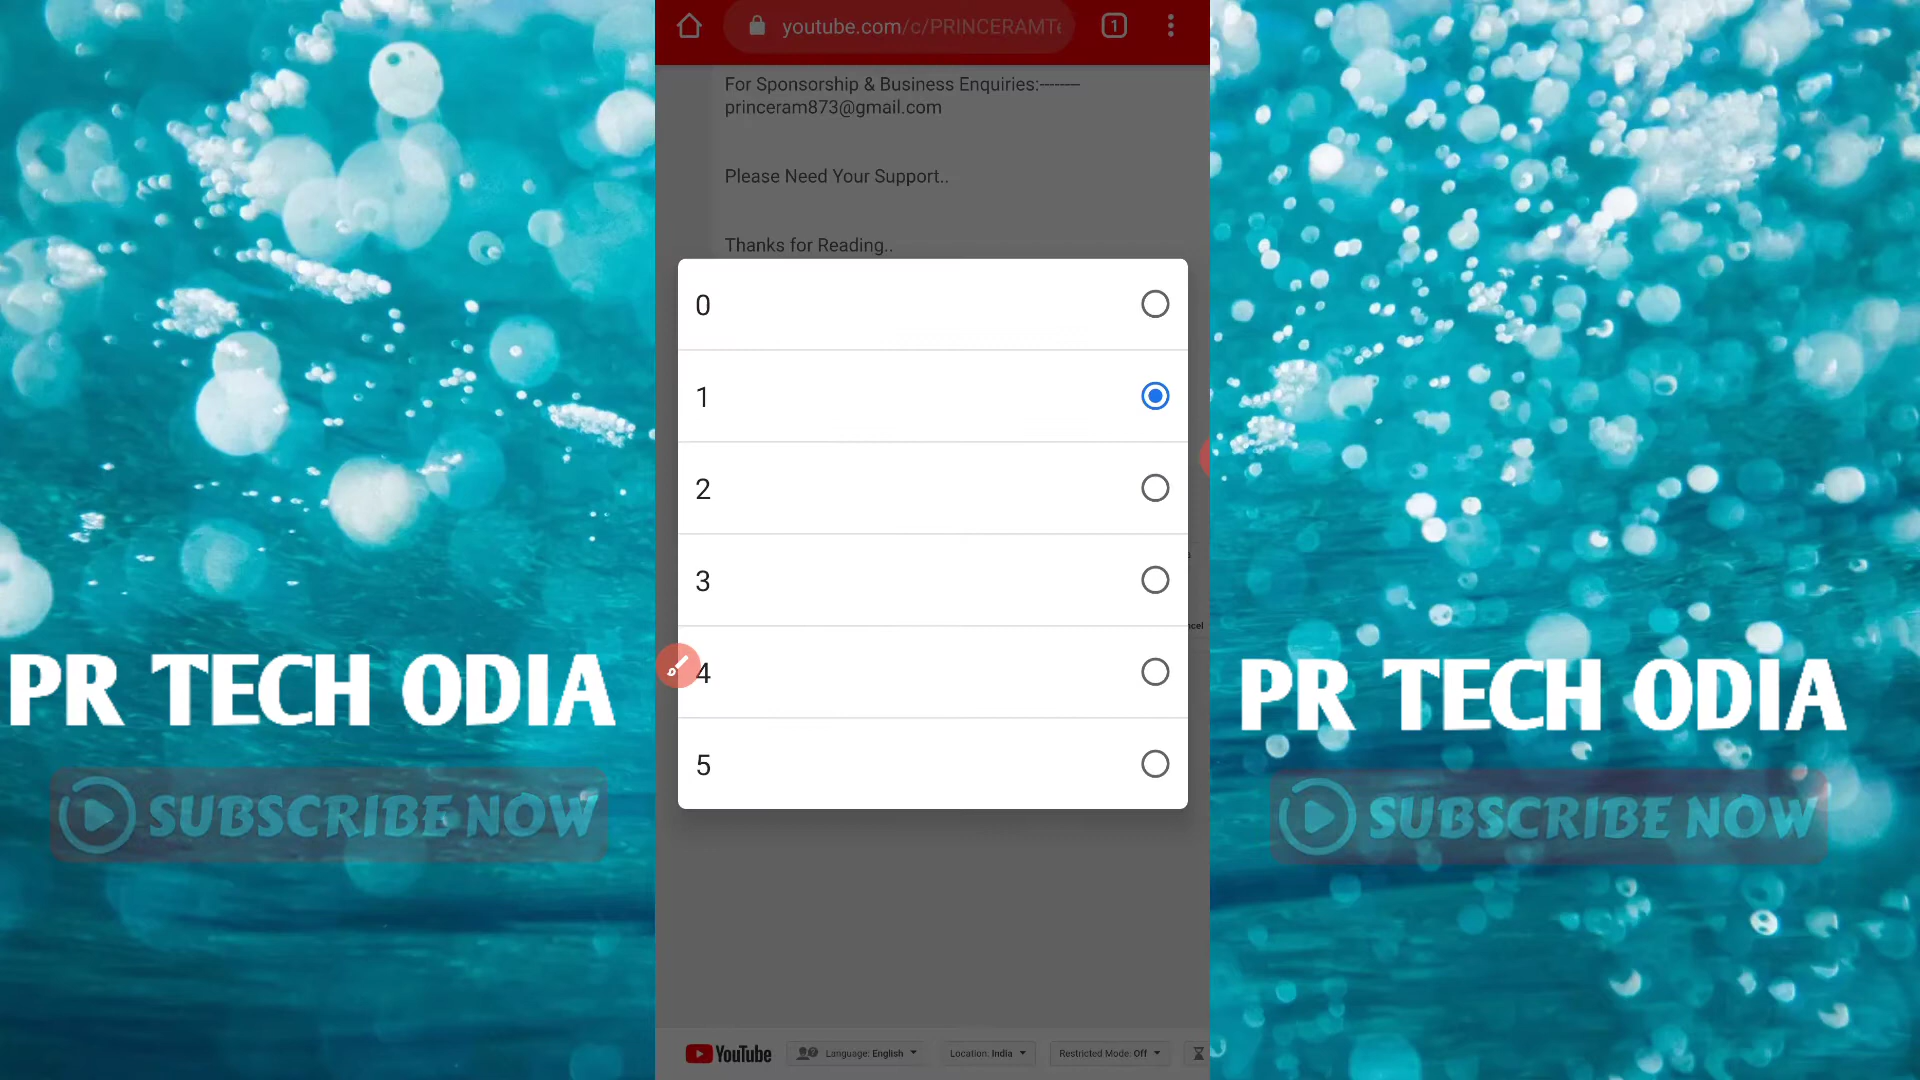 youtube.com/c/PRINCERAMTe
1
For Sponsorship & Business Enquiries:--------
princeram873@gmail.com
Please Need Your Support..
Thanks for Reading..
0
1
2
3
4
5
ncel
PR TECH ODIA
SUBSCRIBE NOW
PR TECH ODIA
SUBSCRIBE NOW
YouTube
Language: English
Location: India
Restricted Mode: Off